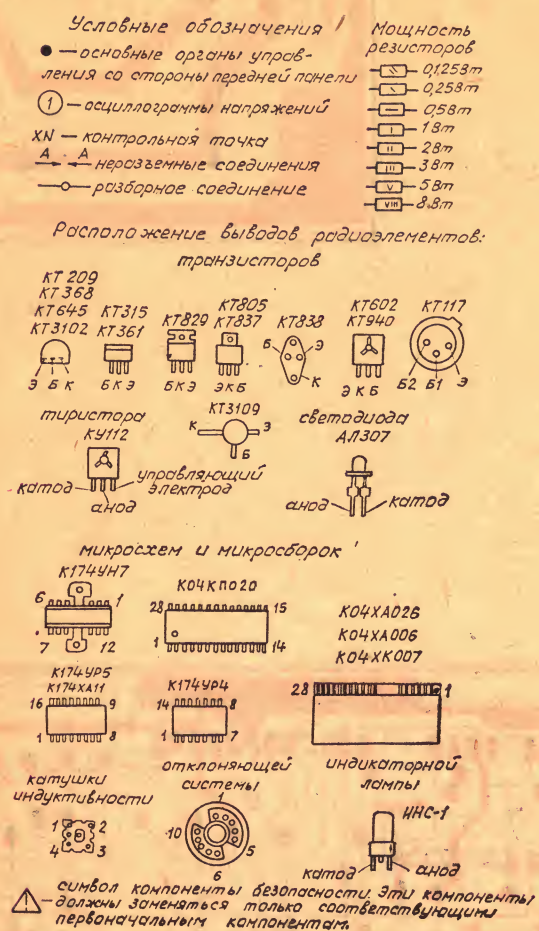 Условные обозначения
● — основные органы управ-
ления со стороны передней панели
① — осциллограммы напряжений
XN — контрольная точка
A A неразъемные соединения
разборное соединение
Мощность
резисторов
0,125Вт
0,25Вт
0,5Вт
I 1Вт
II 2Вт
III 3Вт
V 5Вт
VIII 8Вт
Расположение выводов радиоэлементов:
транзисторов
КТ209
КТ368
КТ645
КТ3102
Э Б К
КТ315
КТ361
Б К Э
КТ829
Б К Э
КТ805
КТ837
Э К Б
КТ838
Б Э
К
КТ602
КТ940
Э К Б
КТ117
Б2 Б1 Э
тиристора
КУ112
катод
управляющий
электрод
анод
КТ3109
К Э
Б
светодиода
АЛ307
анод катод
микросхем и микросборок
К174УН7
6 1
7 12
К04КП020
28 15
1 14
К04ХА026
К04ХА006
К04ХК007
28 1
К174УР5
К174ХА11
16 9
1 8
К174УР4
14 8
1 7
катушки
индуктивности
1 2
4 3
отклоняющей
системы
1
10
5
6
индикаторной
лампы
ИНС-1
катод анод
⚠ — символ компоненты безопасности. Эти компоненты
должны заменяться только соответствующими
первоначальным компонентам.